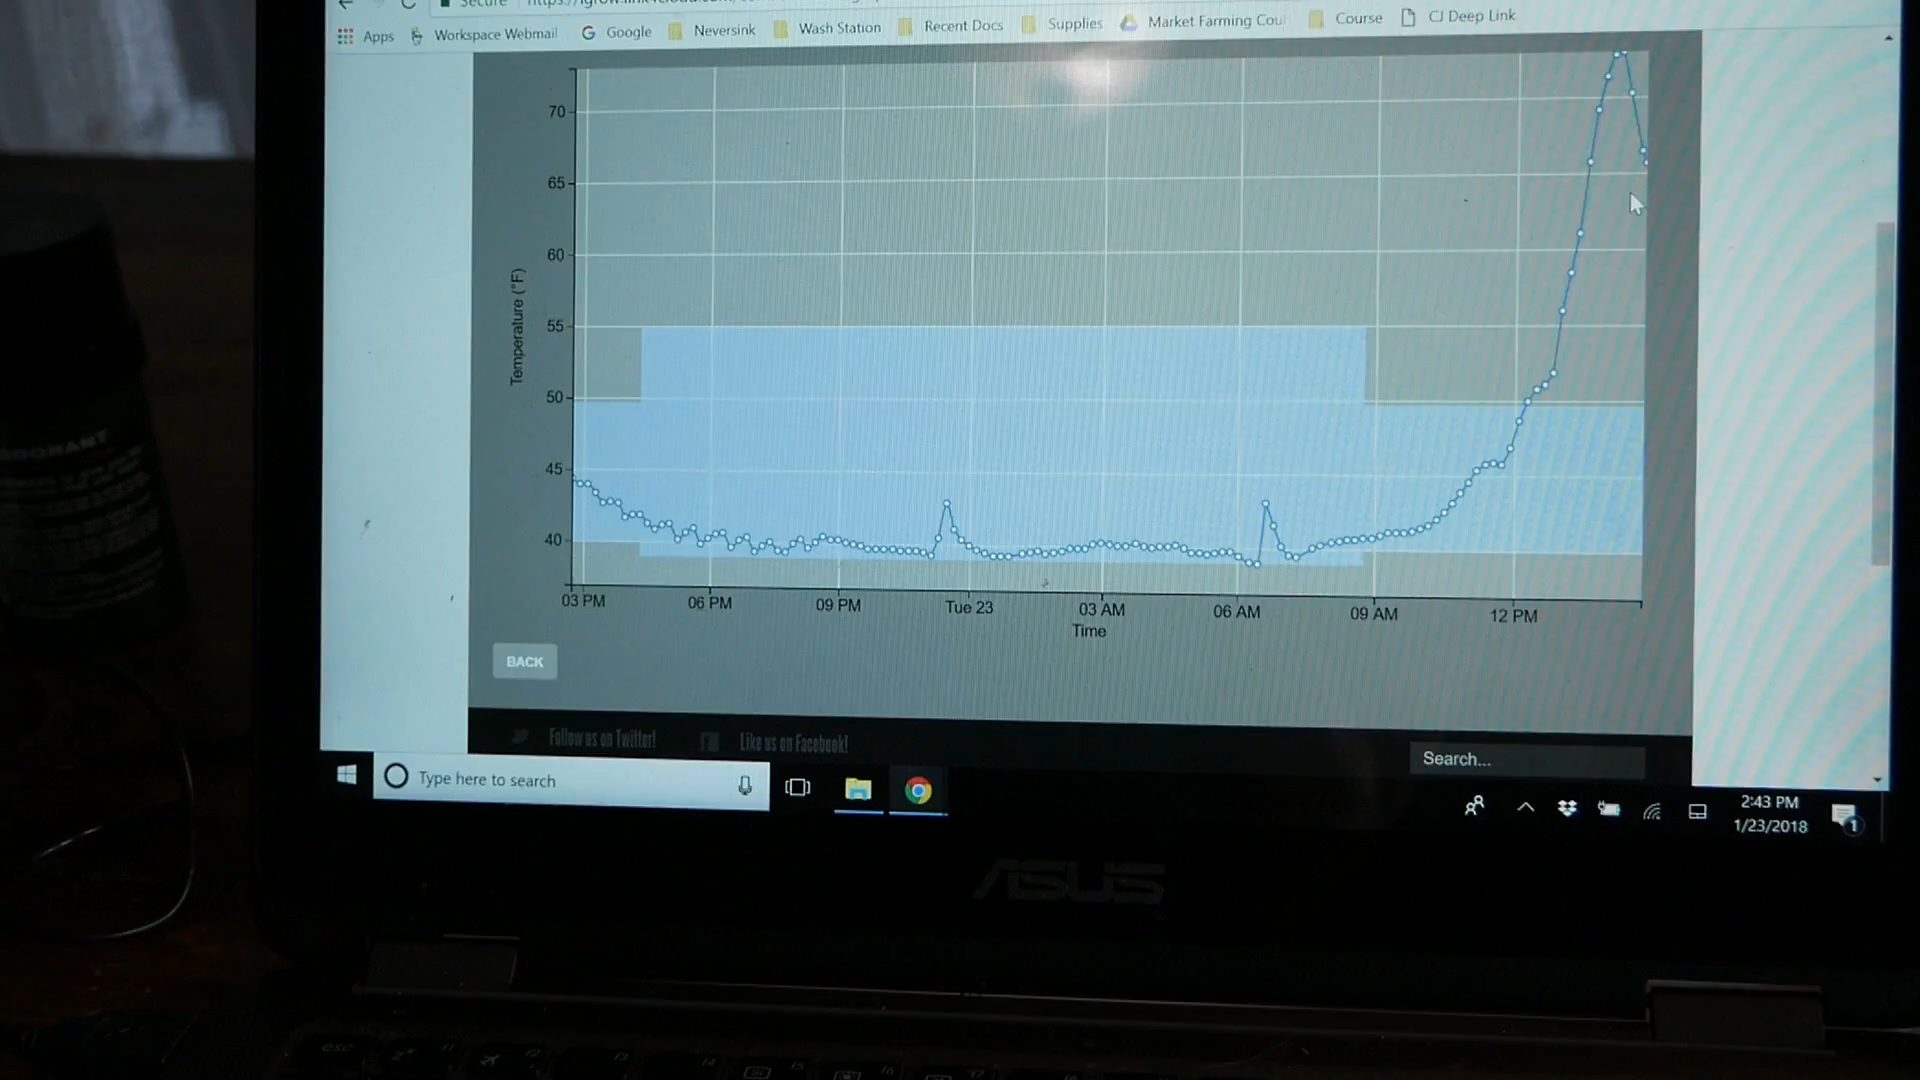 Secure
Apps Workspace Webmail Google Neversink Wash Station Recent Docs Supplies Market Farming Cou Course CJ Deep Link
70
65
60
55
50
45
40
Temperature (°F)
03 PM 06 PM 09 PM Tue 23 03 AM 06 AM 09 AM 12 PM
Time
BACK
Follow us on Twitter! Like us on Facebook!
Search...
Type here to search
2:43 PM
1/23/2018
1
ASUS
esc